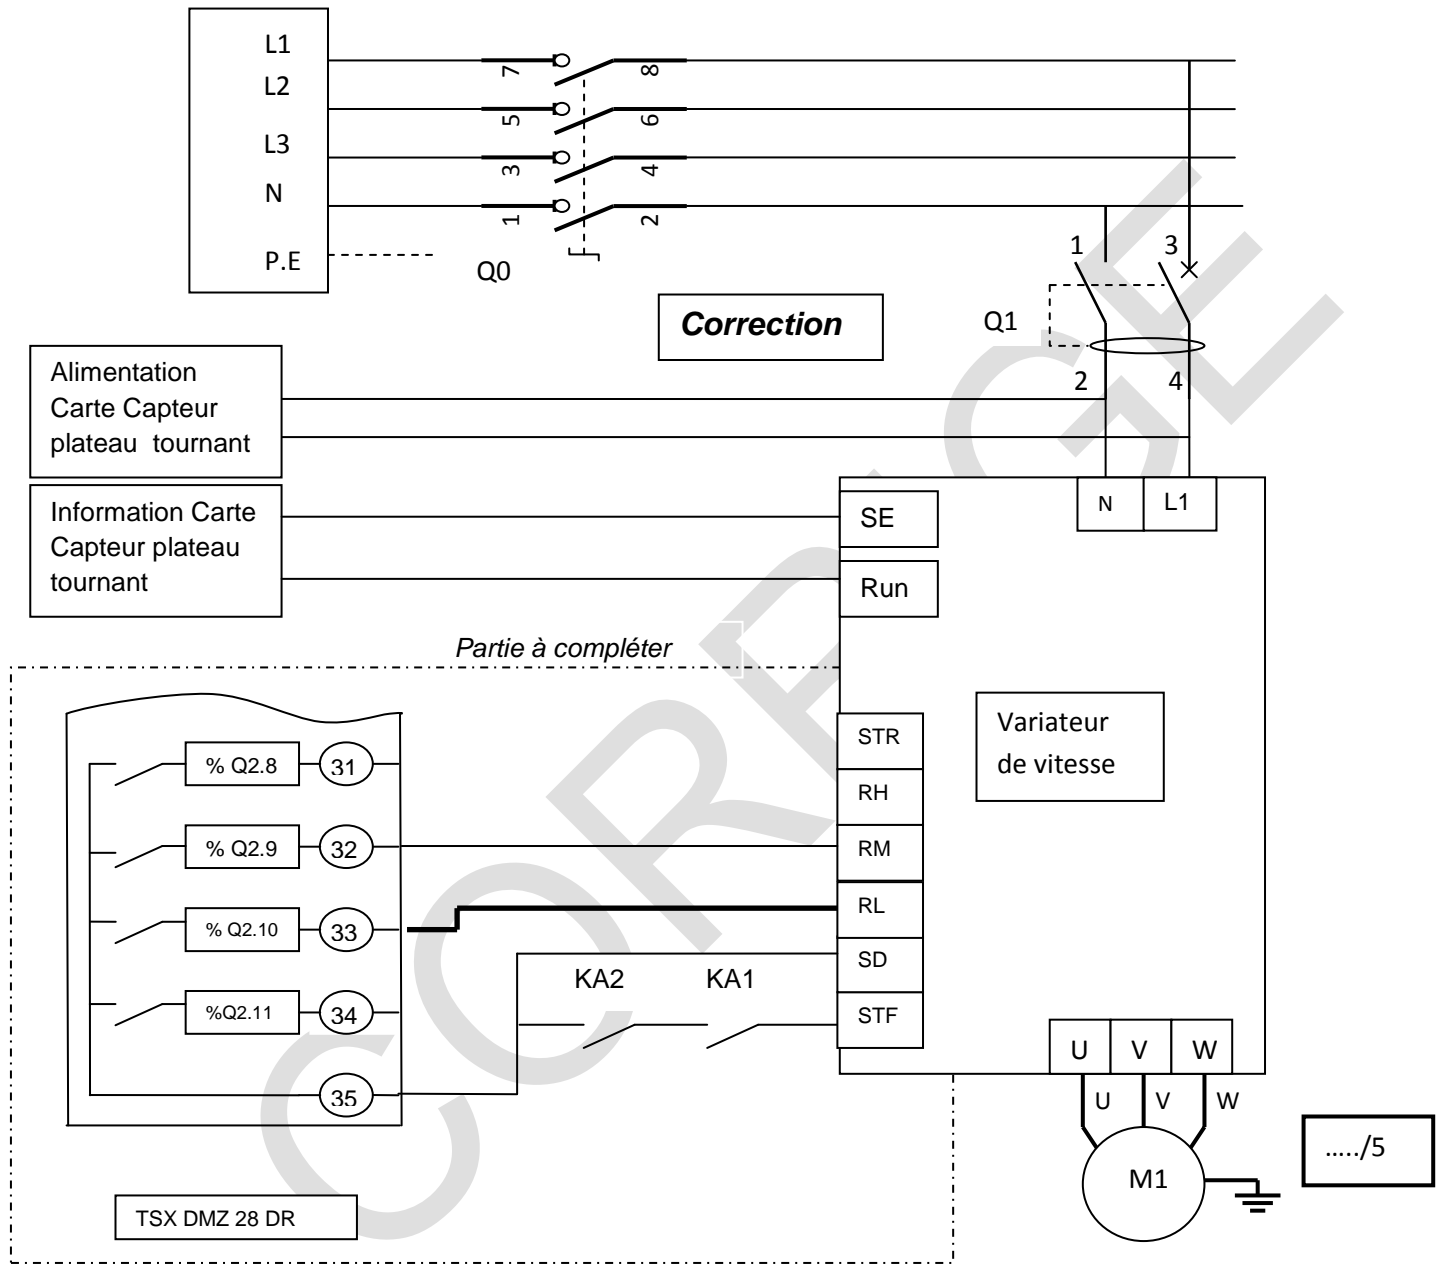 L1
L2
L3
N
P.E
7
8
5
6
3
4
1
2
Q0
Correction
1
3
Q1
2
4
Alimentation
Carte Capteur
plateau tournant
Information Carte
Capteur plateau
tournant
SE
Run
N
L1
Partie à compléter
Variateur
de vitesse
STR
RH
RM
RL
SD
STF
% Q2.8
31
% Q2.9
32
% Q2.10
33
%Q2.11
34
35
KA2
KA1
U
V
W
U
V
W
M1
...../5
TSX DMZ 28 DR
CORRIGE